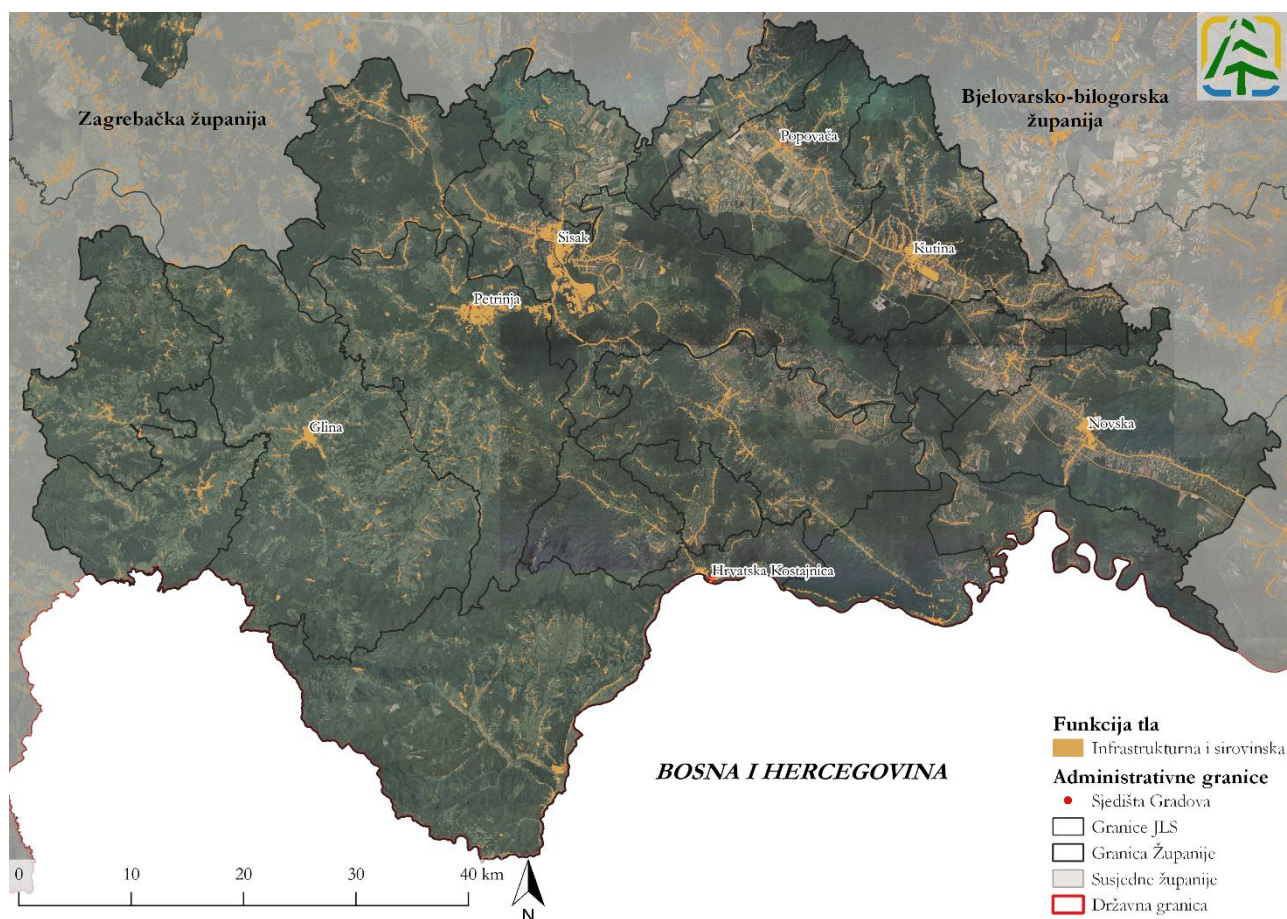 Zagrebačka županija
Bjelovarsko-bilogorska
županija
Popovača
Sisak
Kutina
Petrinja
Glina
Novska
Hrvatska Kostajnica
BOSNA I HERCEGOVINA
Funkcija tla
Infrastrukturna i sirovinska
Administrativne granice
Sjedišta Gradova
Granice JLS
Granica Županije
Susjedne županije
Državna granica
0 10 20 30 40 km
N